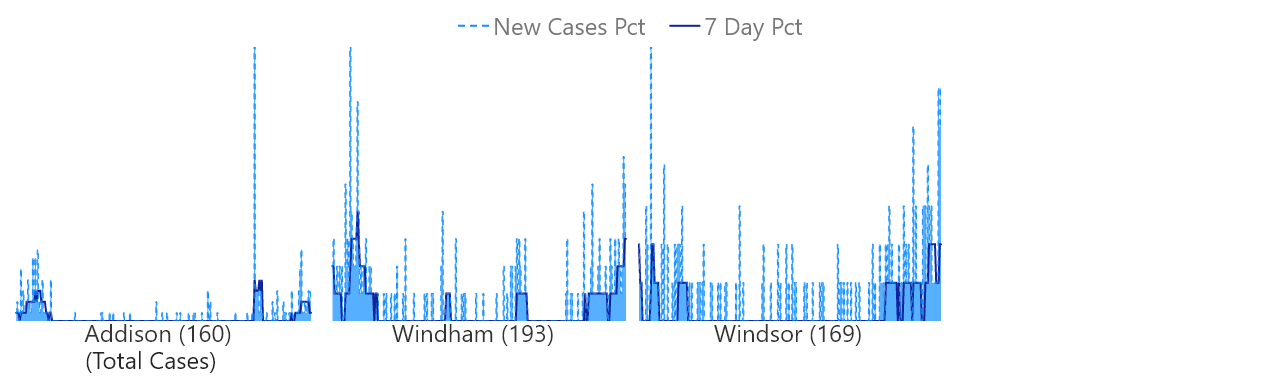 New Cases Pct 7 Day Pct
Addison (160) Windham (193) Windsor (169)
(Total Cases)